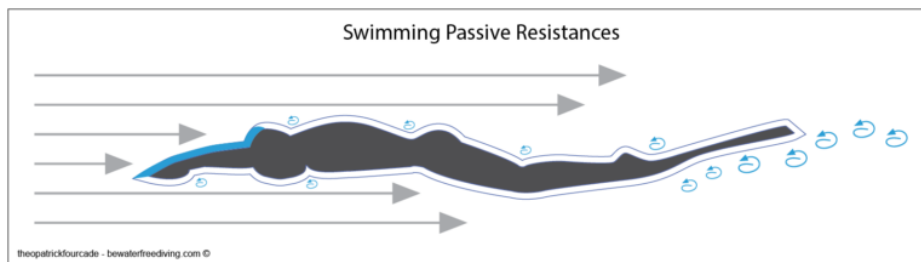 Swimming Passive Resistances
theopatrickfourcade - bewaterfreediving.com ©